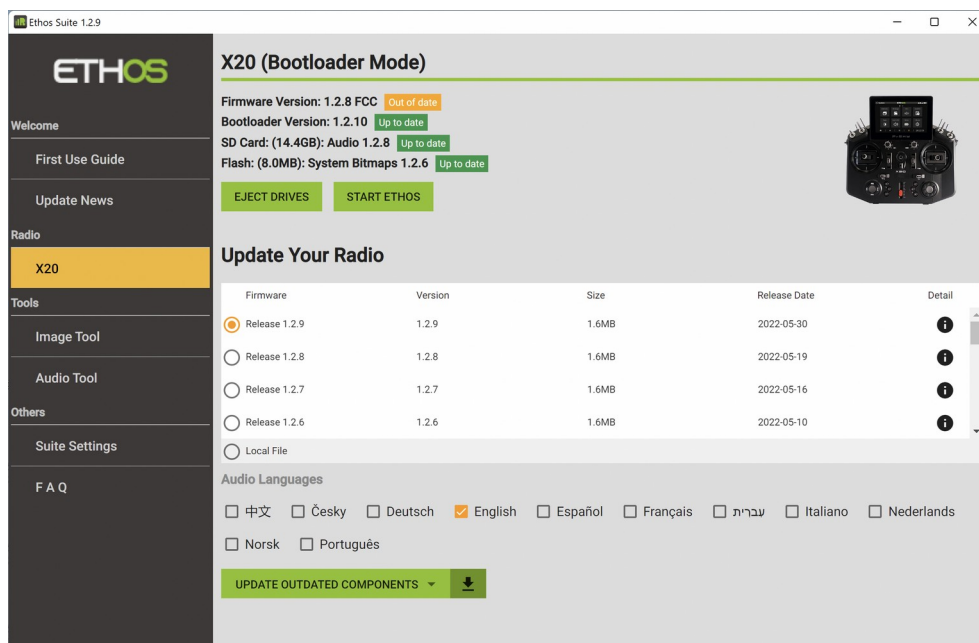 Ethos Suite 1.2.9
ETHOS
Welcome
First Use Guide
Update News
Radio
X20
Tools
Image Tool
Audio Tool
Others
Suite Settings
F A Q
X20 (Bootloader Mode)
Firmware Version: 1.2.8 FCC Out of date
Bootloader Version: 1.2.10 Up to date
SD Card: (14.4GB): Audio 1.2.8 Up to date
Flash: (8.0MB): System Bitmaps 1.2.6 Up to date
EJECT DRIVES START ETHOS
Update Your Radio
Firmware Version Size Release Date Detail
Release 1.2.9 1.2.9 1.6MB 2022-05-30
Release 1.2.8 1.2.8 1.6MB 2022-05-19
Release 1.2.7 1.2.7 1.6MB 2022-05-16
Release 1.2.6 1.2.6 1.6MB 2022-05-10
Local File
Audio Languages
中文 Česky Deutsch English Español Français עברית Italiano Nederlands
Norsk Português
UPDATE OUTDATED COMPONENTS